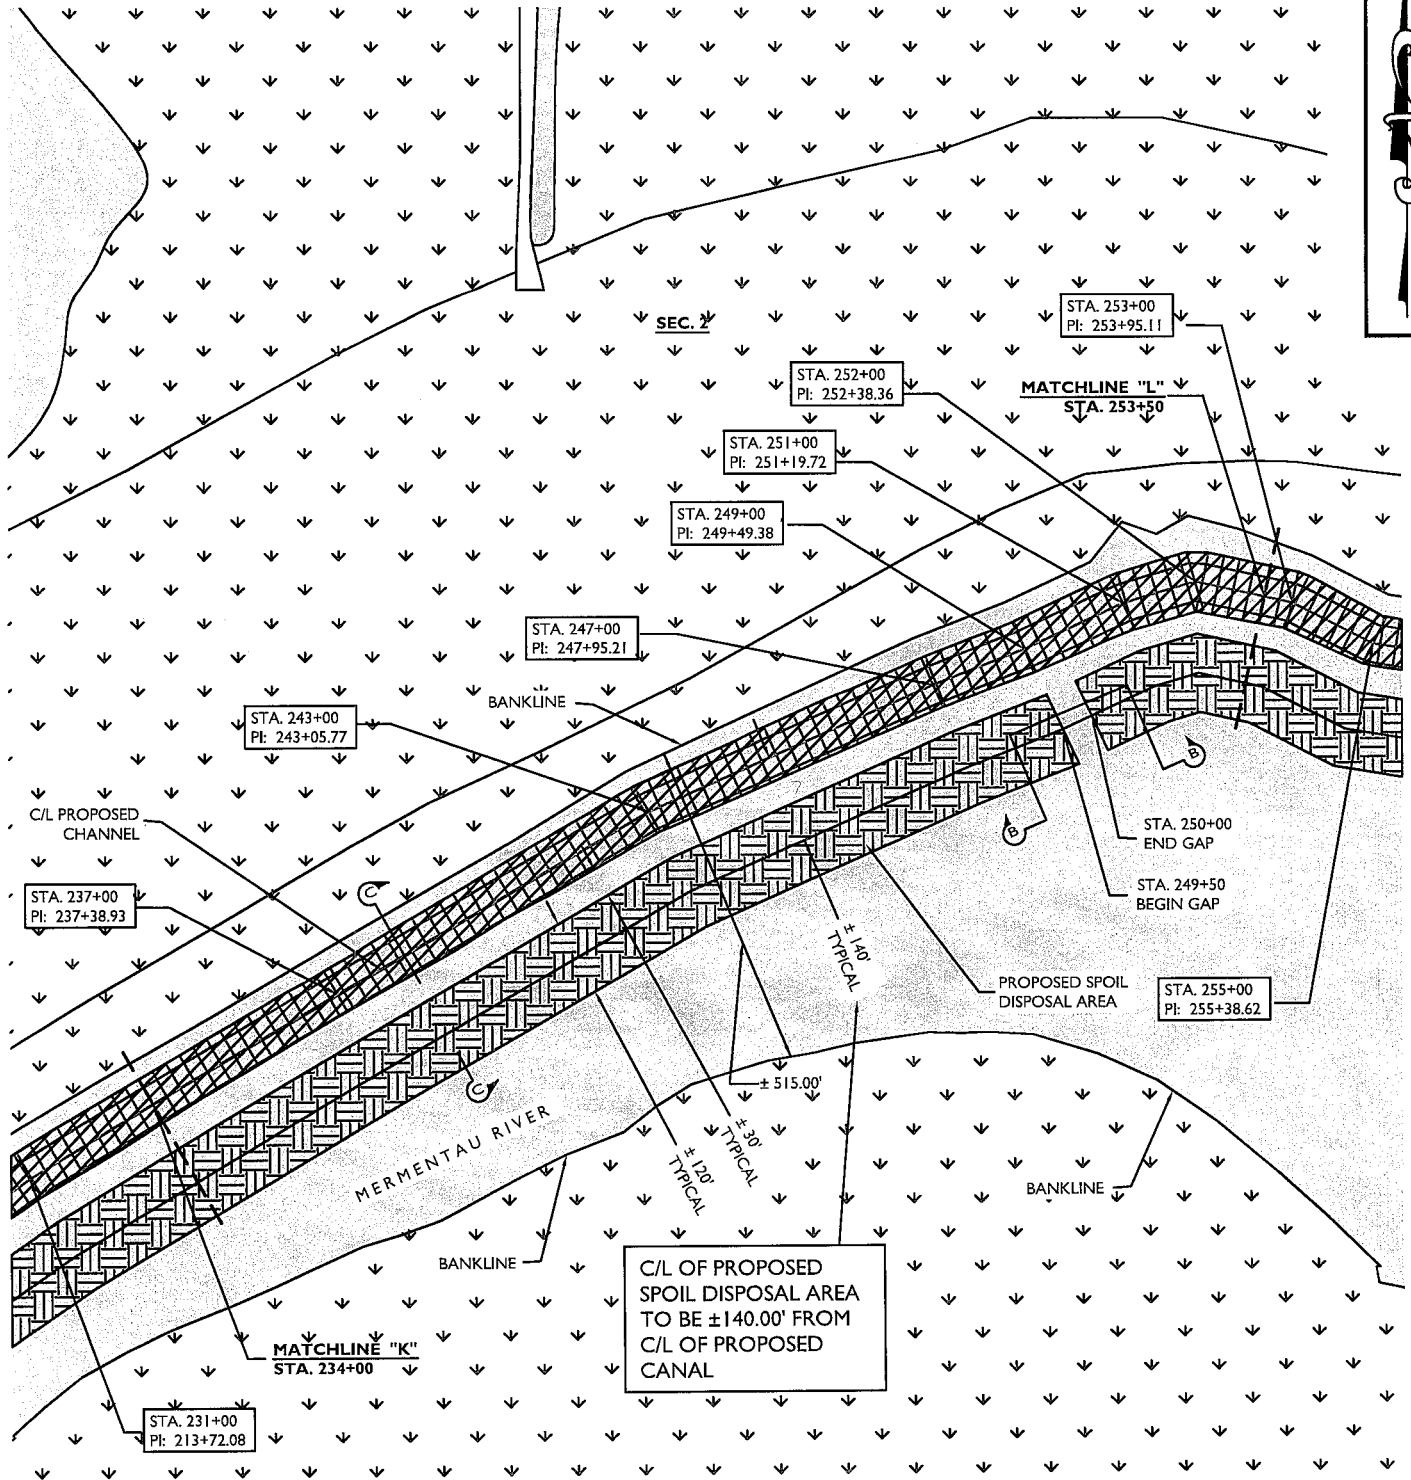 SEC. 2
STA. 253+00
PI: 253+95.11
STA. 252+00
PI: 252+38.36
MATCHLINE "L"
STA. 253+50
STA. 251+00
PI: 251+19.72
STA. 249+00
PI: 249+49.38
STA. 247+00
PI: 247+95.21
BANKLINE
STA. 243+00
PI: 243+05.77
C/L PROPOSED
CHANNEL
STA. 237+00
PI: 237+38.93
C
C
B
B
STA. 250+00
END GAP
STA. 249+50
BEGIN GAP
± 140'
TYPICAL
PROPOSED SPOIL
DISPOSAL AREA
STA. 255+00
PI: 255+38.62
± 515.00'
± 30'
TYPICAL
± 120'
TYPICAL
MERMENTAU RIVER
BANKLINE
BANKLINE
C/L OF PROPOSED
SPOIL DISPOSAL AREA
TO BE ±140.00' FROM
C/L OF PROPOSED
CANAL
MATCHLINE "K"
STA. 234+00
STA. 231+00
PI: 213+72.08